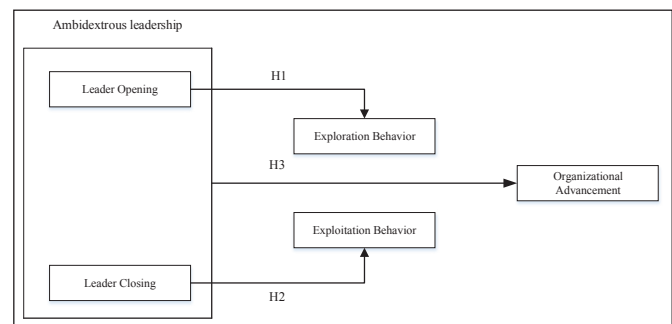 Ambidextrous leadership
Leader Opening
H1
Exploration Behavior
H3
Organizational
Advancement
Exploitation Behavior
Leader Closing
H2